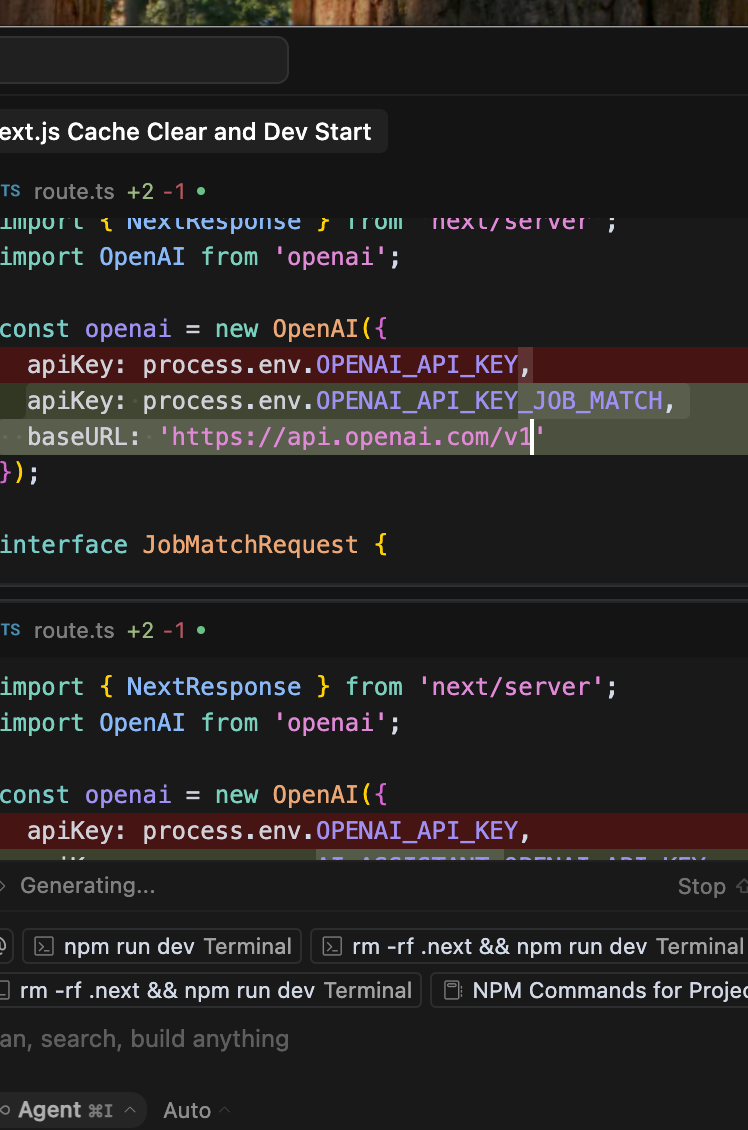 ext.js Cache Clear and Dev Start
TS route.ts +2 -1
import { NextResponse } from 'next/server';
import OpenAI from 'openai';
const openai = new OpenAI({
apiKey: process.env.OPENAI_API_KEY,
apiKey: process.env.OPENAI_API_KEY_JOB_MATCH,
baseURL: 'https://api.openai.com/v1'
});
interface JobMatchRequest {
TS route.ts +2 -1
import { NextResponse } from 'next/server';
import OpenAI from 'openai';
const openai = new OpenAI({
apiKey: process.env.OPENAI_API_KEY,
AI_ASSISTANT_OPENAI_API_KEY
Generating...
Stop
@ npm run dev Terminal
rm -rf .next && npm run dev Terminal
rm -rf .next && npm run dev Terminal
NPM Commands for Projec
an, search, build anything
Agent ⌘I
Auto